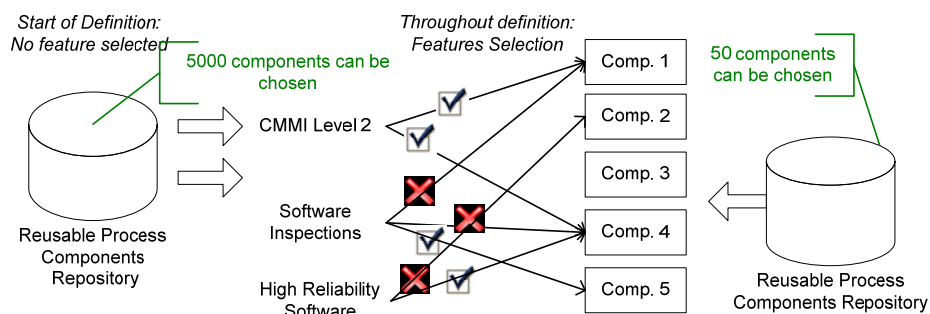 Start of Definition:
No feature selected
5000 components can be
chosen
Reusable Process
Components
Repository
Throughout definition:
Features Selection
CMMI Level 2
Software
Inspections
High Reliability
Software
Comp. 1
Comp. 2
Comp. 3
Comp. 4
Comp. 5
50 components
can be chosen
Reusable Process
Components Repository